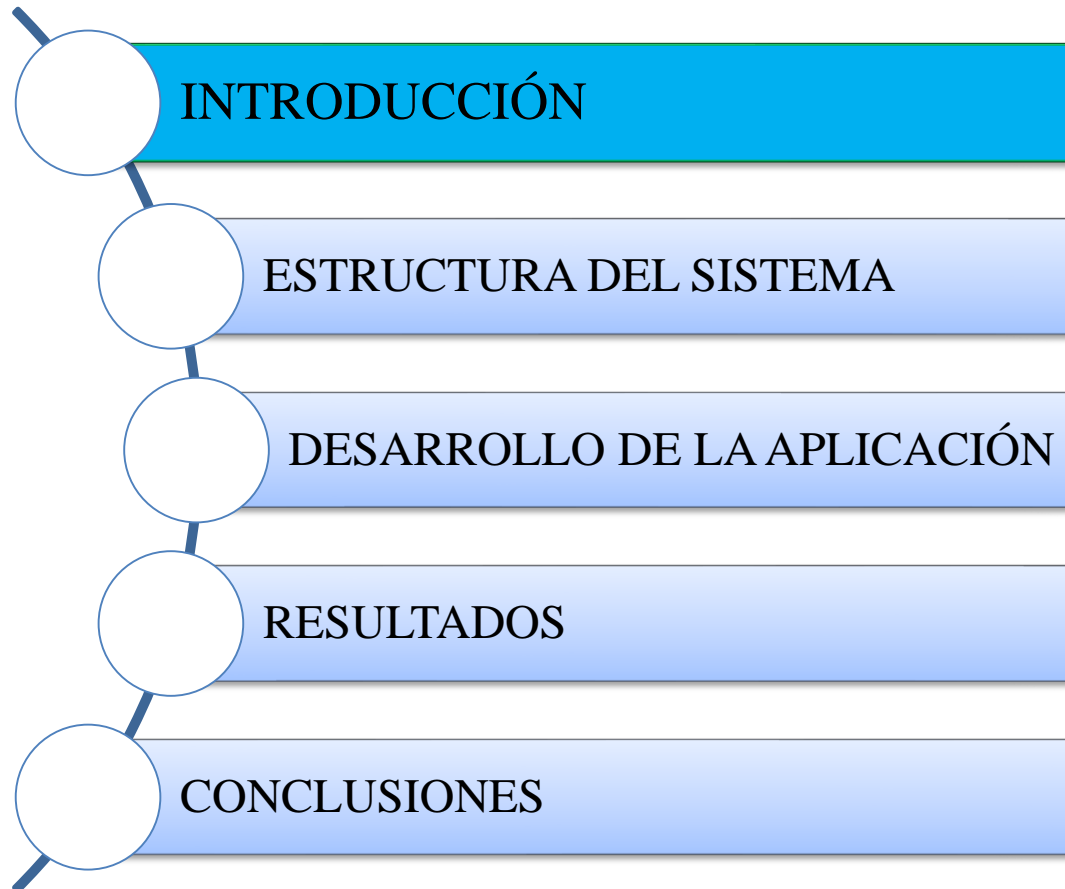 INTRODUCCIÓN
ESTRUCTURA DEL SISTEMA
DESARROLLO DE LA APLICACIÓN
RESULTADOS
CONCLUSIONES